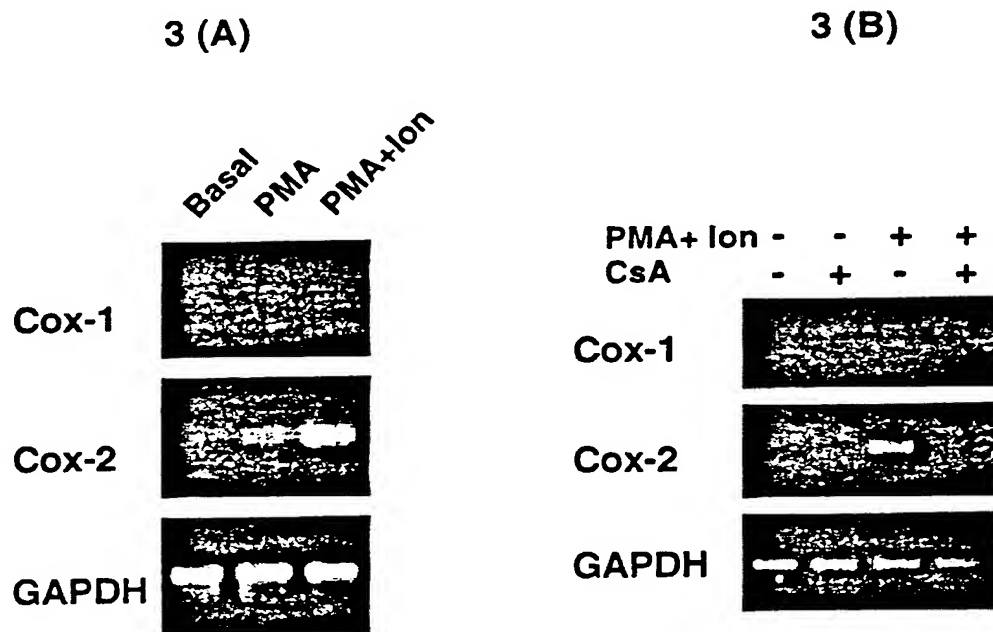 3 (A)
Basal PMA PMA+Ion
Cox-1
Cox-2
GAPDH
3 (B)
PMA+ Ion - - + +
CsA - + - +
Cox-1
Cox-2
GAPDH